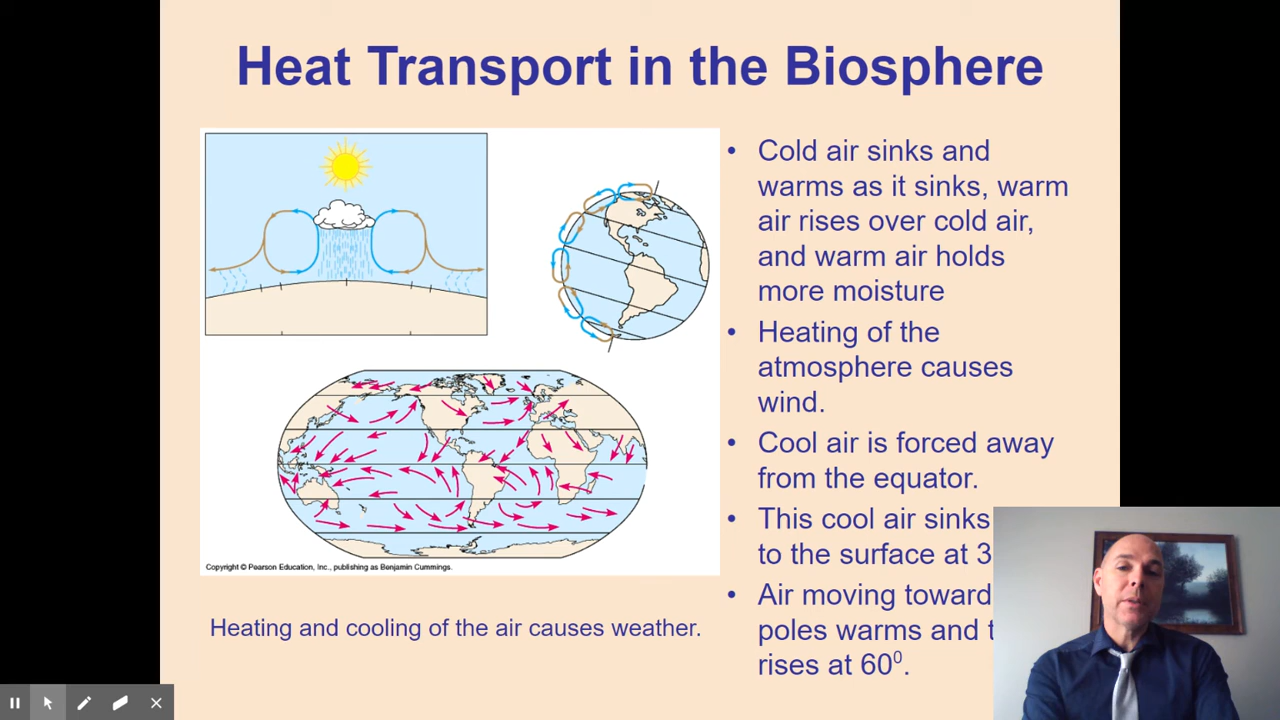 Heat Transport in the Biosphere
• Cold air sinks and
warms as it sinks, warm
air rises over cold air,
and warm air holds
more moisture
• Heating of the
atmosphere causes
wind.
• Cool air is forced away
from the equator.
• This cool air sinks
to the surface at 3
• Air moving toward
poles warms and
rises at 60⁰.
Copyright © Pearson Education, Inc., publishing as Benjamin Cummings.
Heating and cooling of the air causes weather.